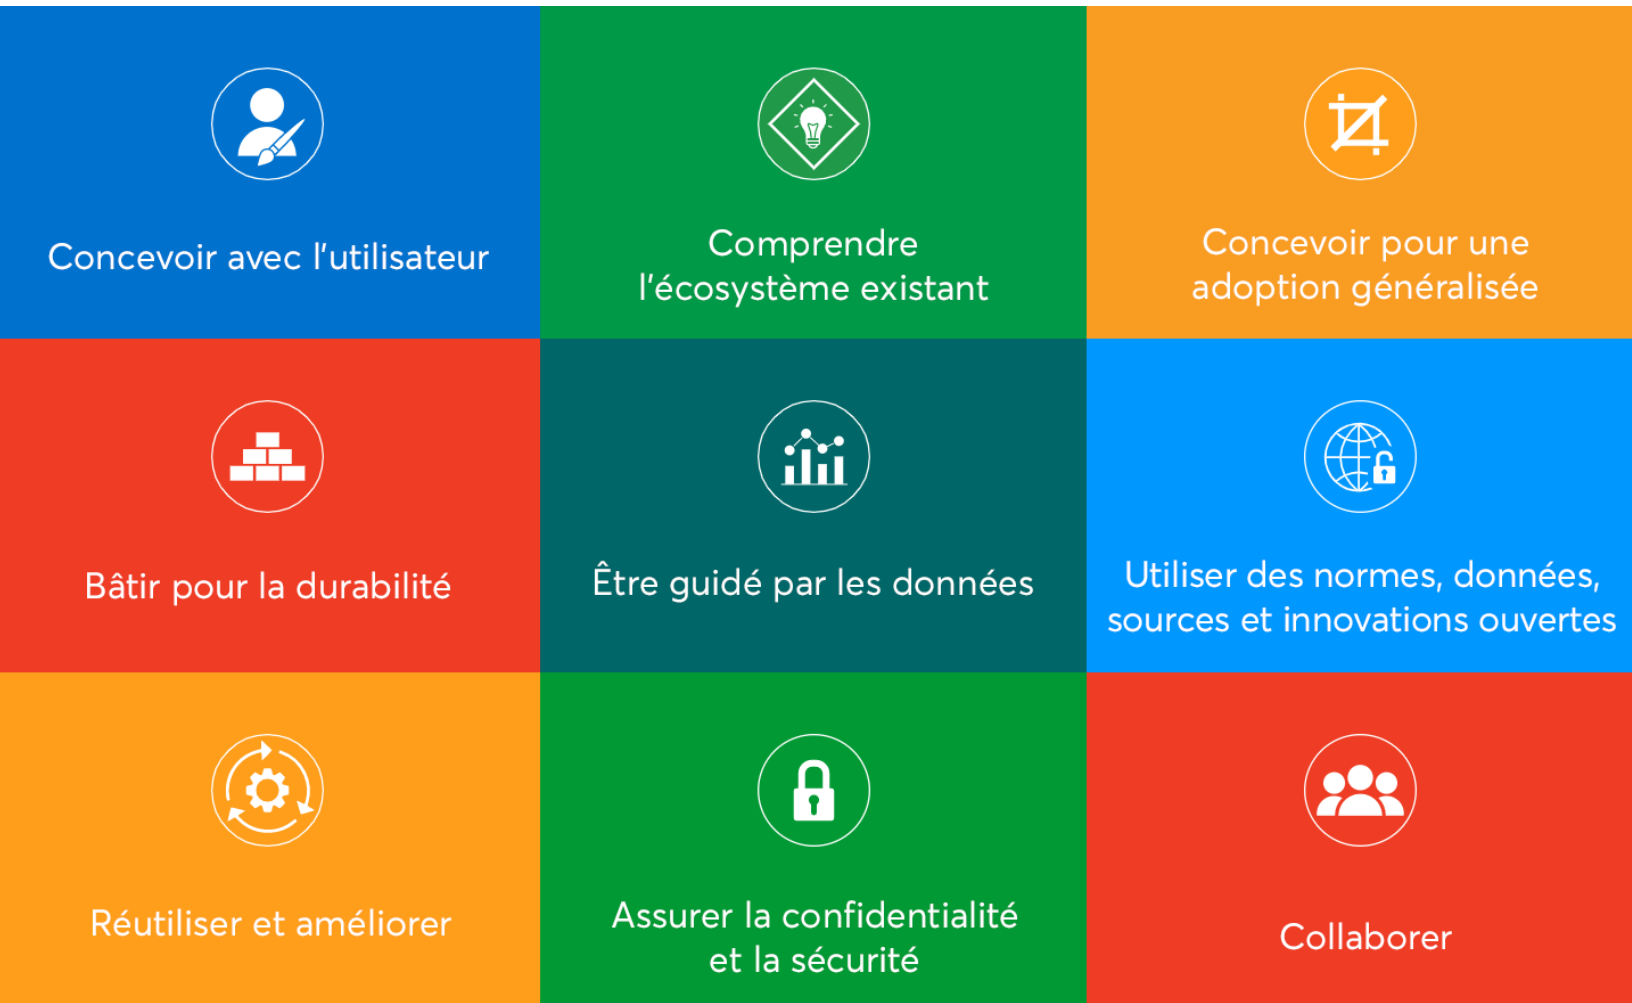 Concevoir avec l'utilisateur
Comprendre
l'écosystème existant
Concevoir pour une
adoption généralisée
Bâtir pour la durabilité
Être guidé par les données
Utiliser des normes, données,
sources et innovations ouvertes
Réutiliser et améliorer
Assurer la confidentialité
et la sécurité
Collaborer